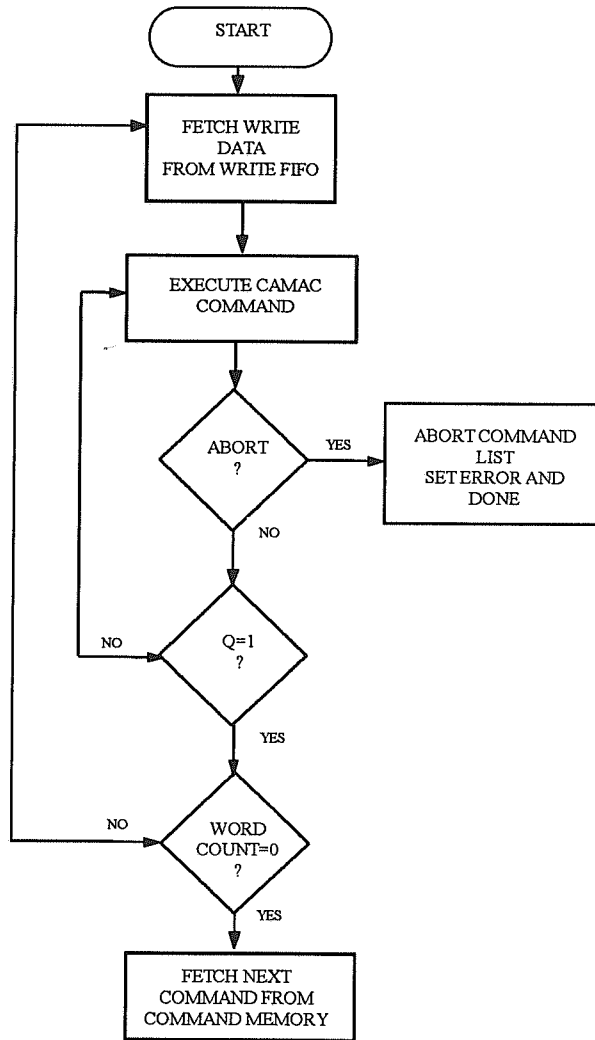 START
FETCH WRITE
DATA
FROM WRITE FIFO
EXECUTE CAMAC
COMMAND
ABORT
?
YES
ABORT COMMAND
LIST
SET ERROR AND
DONE
NO
Q=1
?
NO
YES
WORD
COUNT=0
?
NO
YES
FETCH NEXT
COMMAND FROM
COMMAND MEMORY